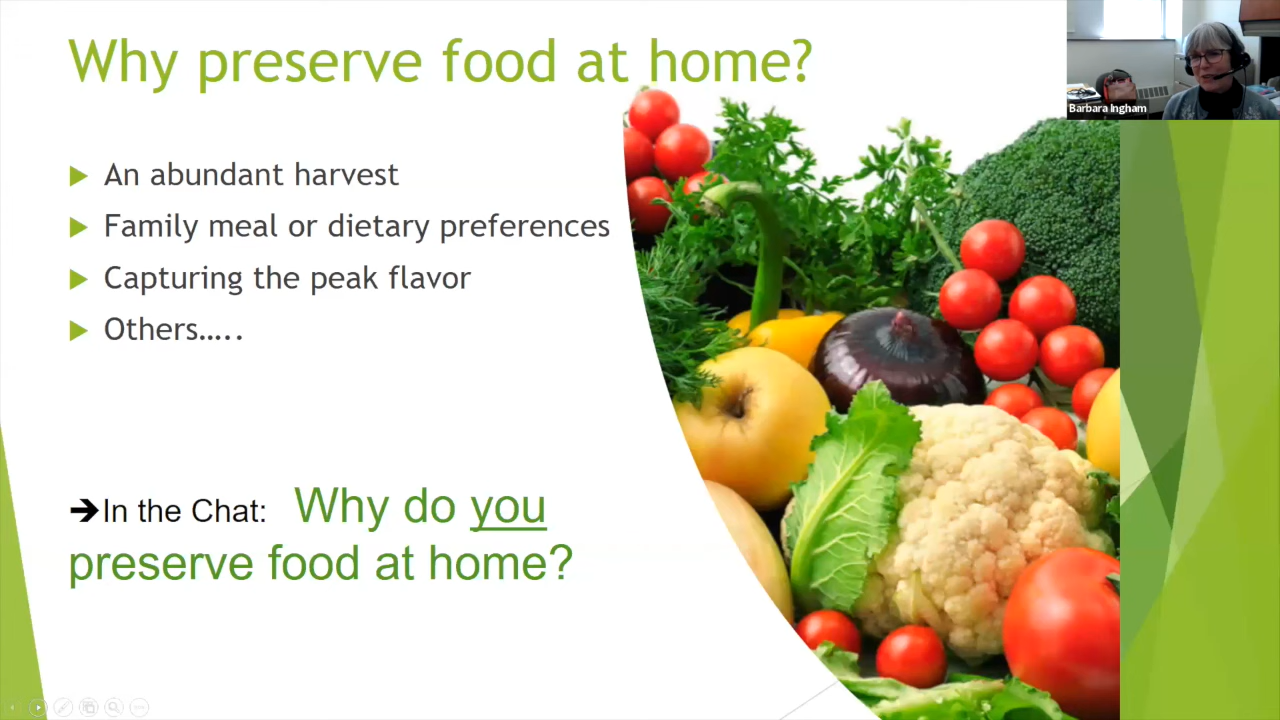 Why preserve food at home?
Barbara Ingham
An abundant harvest
Family meal or dietary preferences
Capturing the peak flavor
Others…..
➔In the Chat: Why do you
preserve food at home?